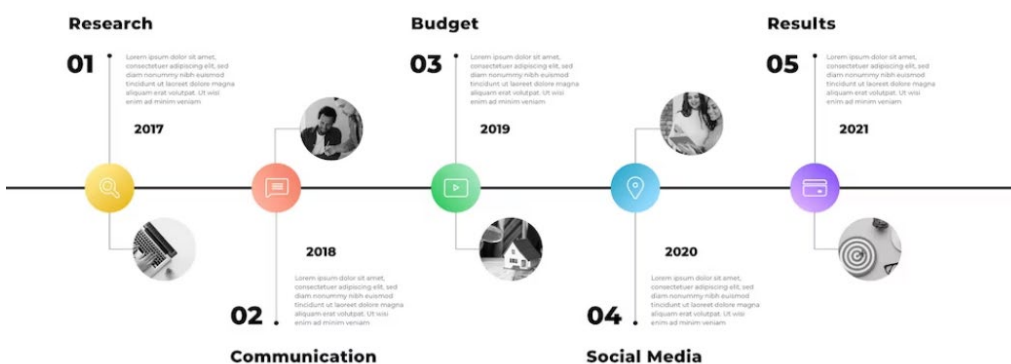 Research
01
Lorem ipsum dolor sit amet,
consectetuer adipiscing elit, sed
diam nonummy nibh euismod
tincidunt ut laoreet dolore magna
aliquam erat volutpat. Ut wisi
enim ad minim veniam
2017
2018
Lorem ipsum dolor sit amet,
consectetuer adipiscing elit, sed
diam nonummy nibh euismod
tincidunt ut laoreet dolore magna
aliquam erat volutpat. Ut wisi
enim ad minim veniam
02
Communication
Budget
03
Lorem ipsum dolor sit amet,
consectetuer adipiscing elit, sed
diam nonummy nibh euismod
tincidunt ut laoreet dolore magna
aliquam erat volutpat. Ut wisi
enim ad minim veniam
2019
2020
Lorem ipsum dolor sit amet,
consectetuer adipiscing elit, sed
diam nonummy nibh euismod
tincidunt ut laoreet dolore magna
aliquam erat volutpat. Ut wisi
enim ad minim veniam
04
Social Media
Results
05
Lorem ipsum dolor sit amet,
consectetuer adipiscing elit, sed
diam nonummy nibh euismod
tincidunt ut laoreet dolore magna
aliquam erat volutpat. Ut wisi
enim ad minim veniam
2021